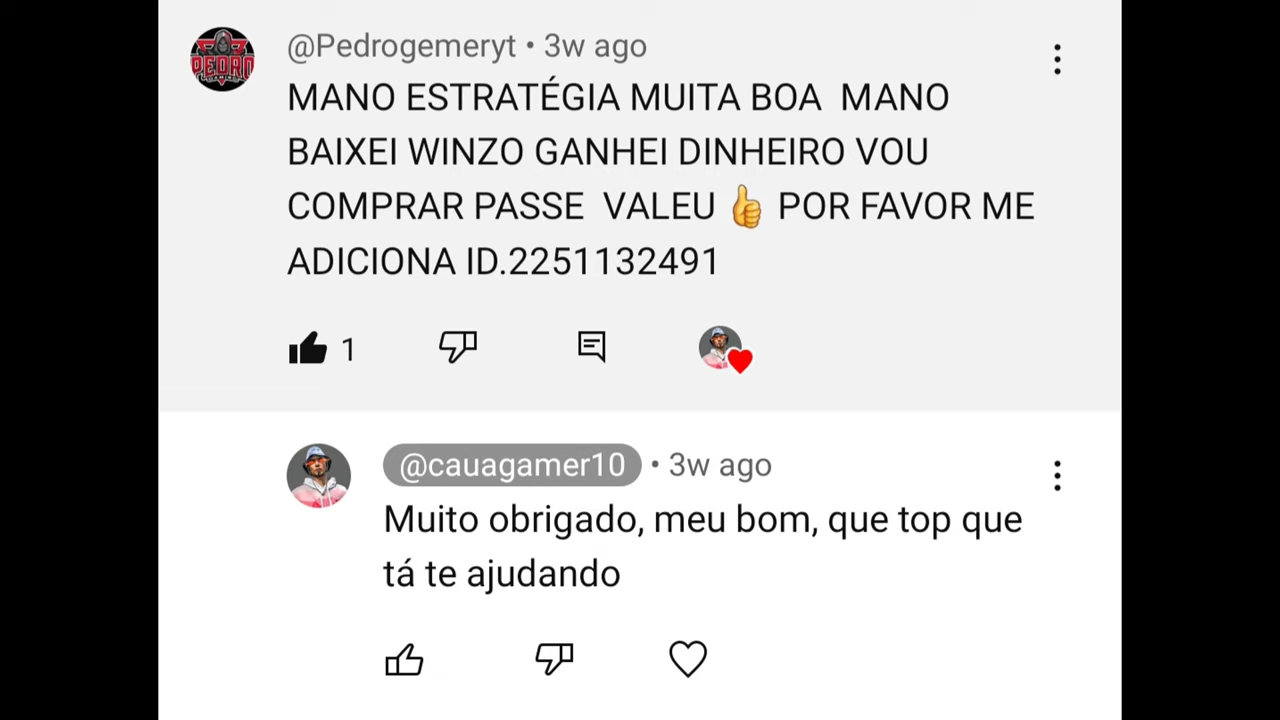 @Pedrogemeryt • 3w ago
MANO ESTRATÉGIA MUITA BOA MANO
BAIXEI WINZO GANHEI DINHEIRO VOU
COMPRAR PASSE VALEU 👍 POR FAVOR ME
ADICIONA ID.2251132491
1
PEDRO
@cauagamer10 • 3w ago
Muito obrigado, meu bom, que top que
tá te ajudando